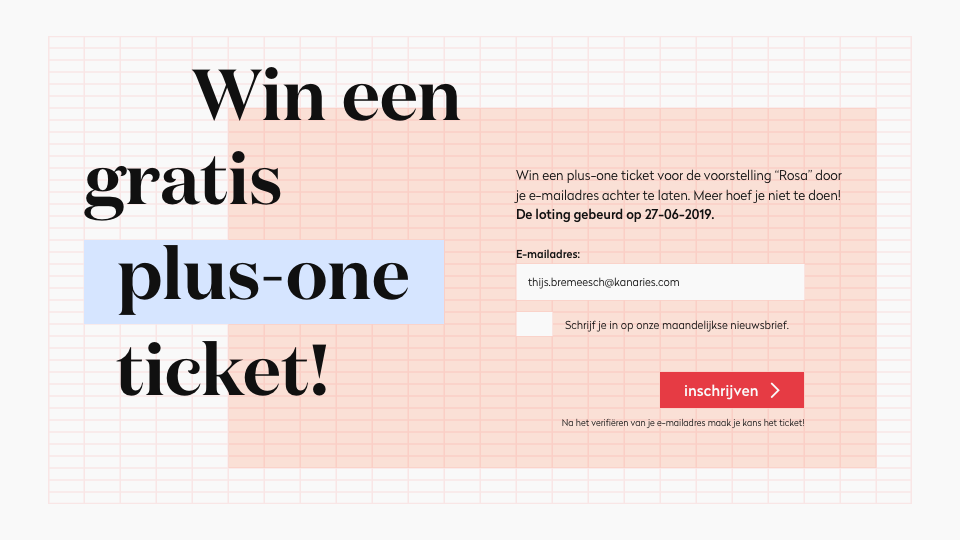 Win een
gratis
plus-one
ticket!
Win een plus-one ticket voor de voorstelling “Rosa” door
je e-mailadres achter te laten. Meer hoef je niet te doen!
De loting gebeurd op 27-06-2019.
E-mailadres:
thijs.bremeesch@kanaries.com
Schrijf je in op onze maandelijkse nieuwsbrief.
inschrijven
Na het verifiëren van je e-mailadres maak je kans het ticket!